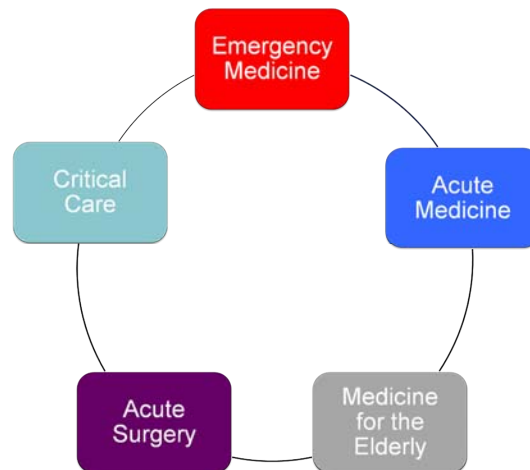 Emergency
Medicine
Acute
Medicine
Medicine
for the
Elderly
Acute
Surgery
Critical
Care